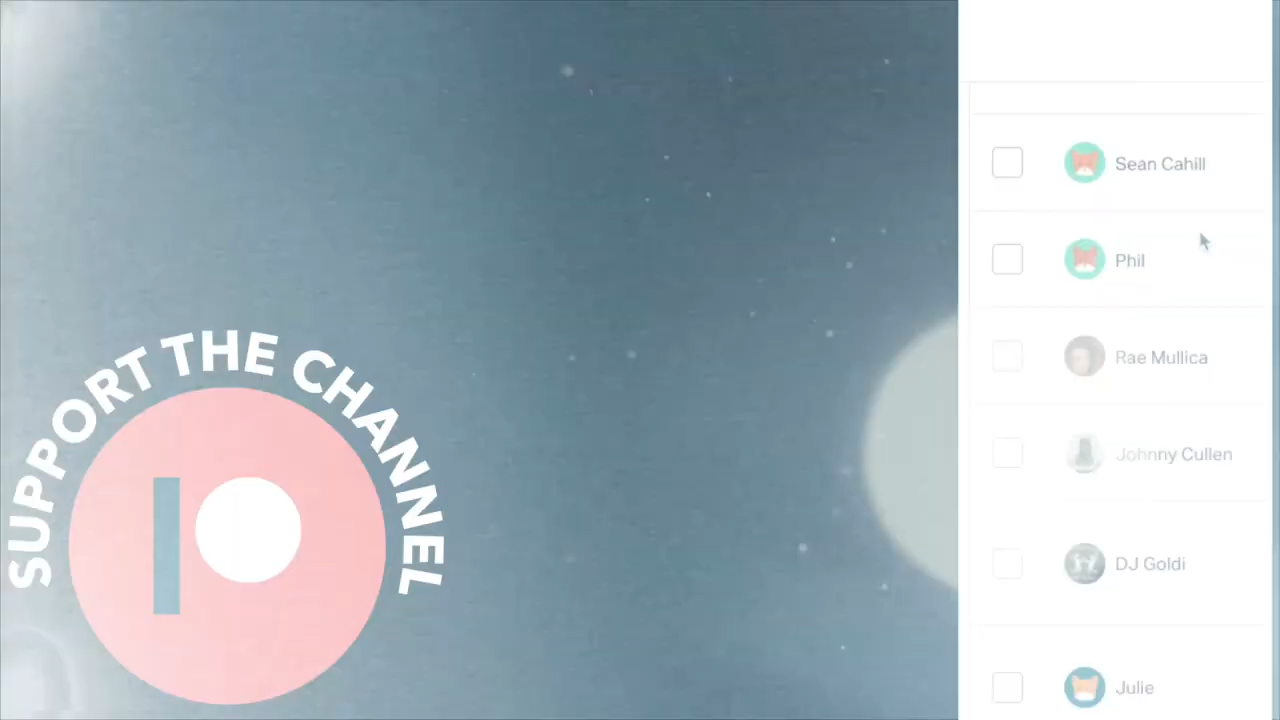 SUPPORT THE CHANNEL
Sean Cahill
Phil
Rae Mullica
Johnny Cullen
DJ Goldi
Julie